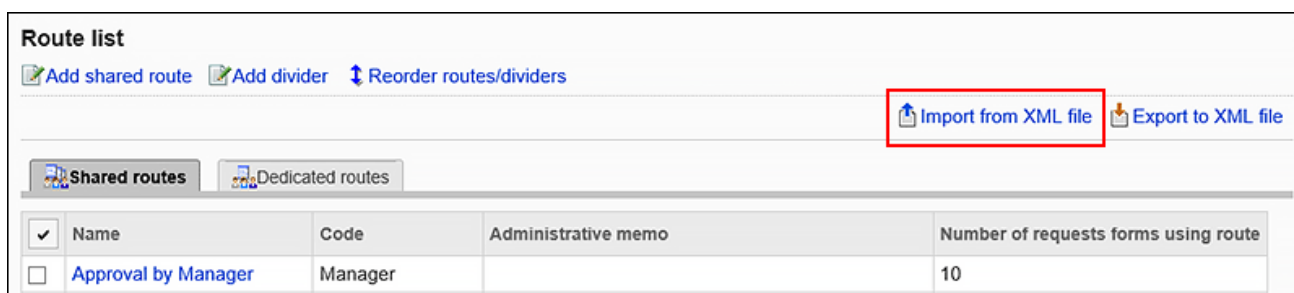 Route list
Add shared route Add divider Reorder routes/dividers
Import from XML file Export to XML file
Shared routes Dedicated routes
Name Code Administrative memo Number of requests forms using route
Approval by Manager Manager 10